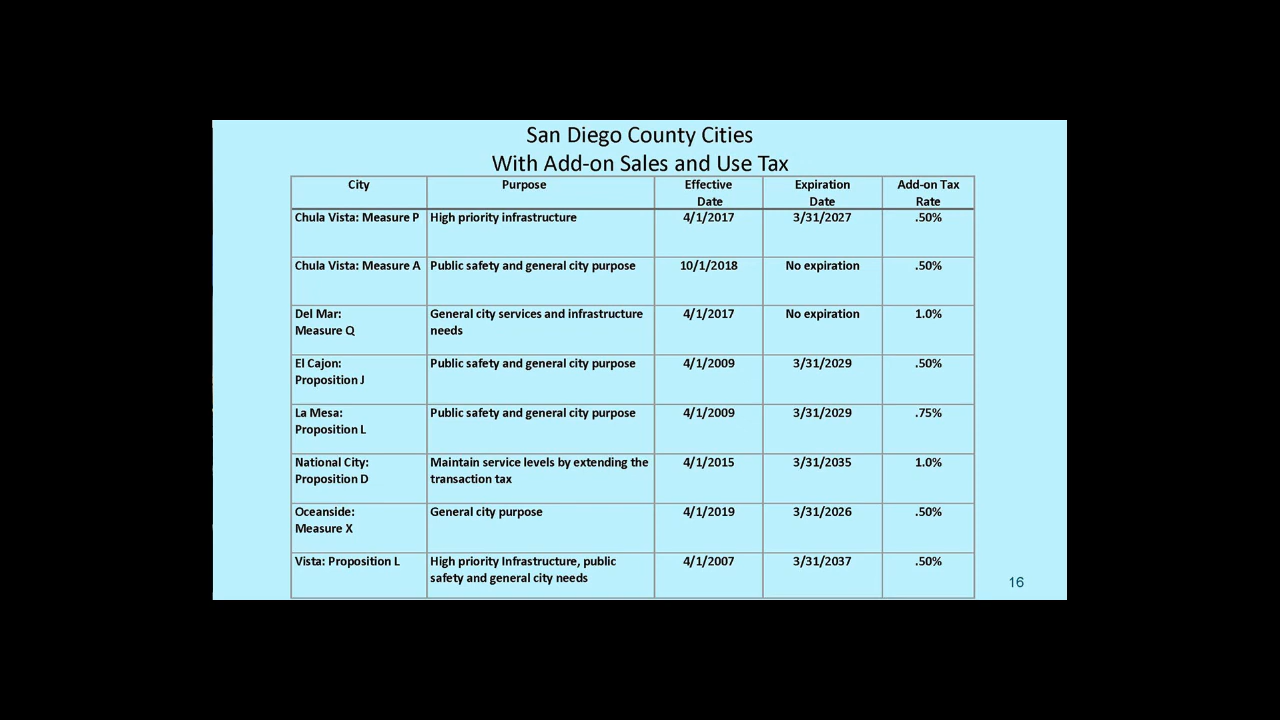 San Diego County Cities
With Add-on Sales and Use Tax
City Purpose Effective Date Expiration Date Add-on Tax Rate
Chula Vista: Measure P High priority infrastructure 4/1/2017 3/31/2027 .50%
Chula Vista: Measure A Public safety and general city purpose 10/1/2018 No expiration .50%
Del Mar: Measure Q General city services and infrastructure needs 4/1/2017 No expiration 1.0%
El Cajon: Proposition J Public safety and general city purpose 4/1/2009 3/31/2029 .50%
La Mesa: Proposition L Public safety and general city purpose 4/1/2009 3/31/2029 .75%
National City: Proposition D Maintain service levels by extending the transaction tax 4/1/2015 3/31/2035 1.0%
Oceanside: Measure X General city purpose 4/1/2019 3/31/2026 .50%
Vista: Proposition L High priority Infrastructure, public safety and general city needs 4/1/2007 3/31/2037 .50%
16